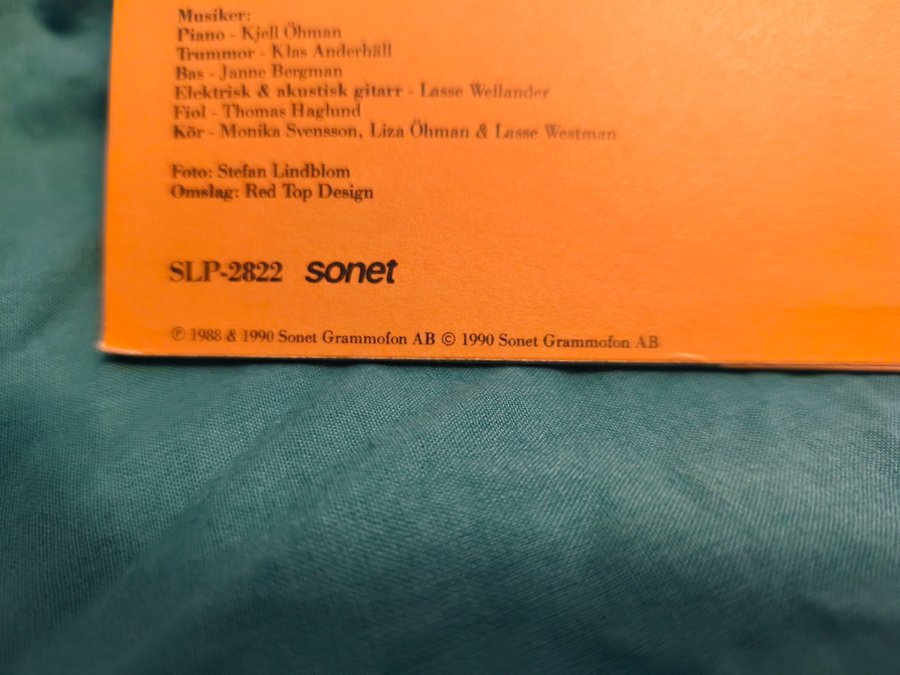 Musiker:
Piano - Kjell Öhman
Trummor - Klas Anderhäll
Bas - Janne Bergman
Elektrisk & akustisk gitarr - Lasse Wellander
Fiol - Thomas Haglund
Kör - Monika Svensson, Liza Öhman & Lasse Westman
Foto: Stefan Lindblom
Omslag: Red Top Design
SLP-2822 sonet
℗ 1988 & 1990 Sonet Grammofon AB © 1990 Sonet Grammofon AB